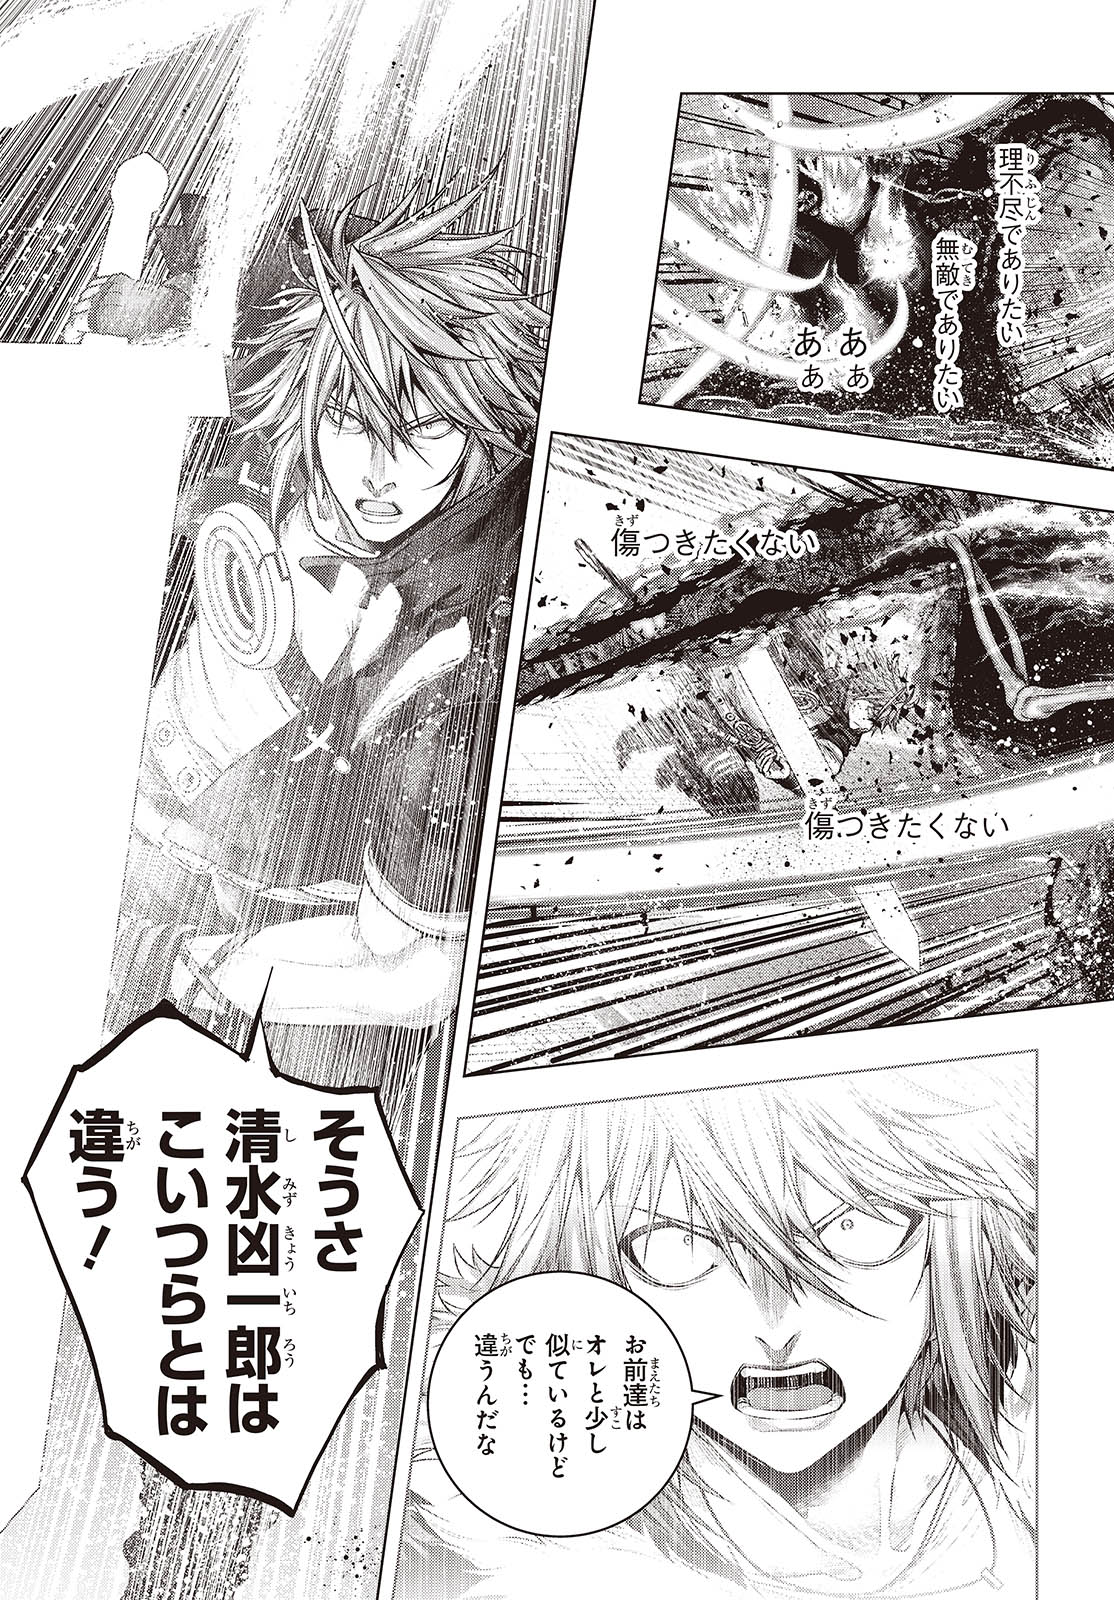 理不尽でありたい
無敵でありたい
あぁ
あぁ
傷つきたくない
傷つきたくない
お前達は
オレと少し
似ているけど
でも…
違うんだな
そうさ
清水凶一郎は
こいつらとは
違う！